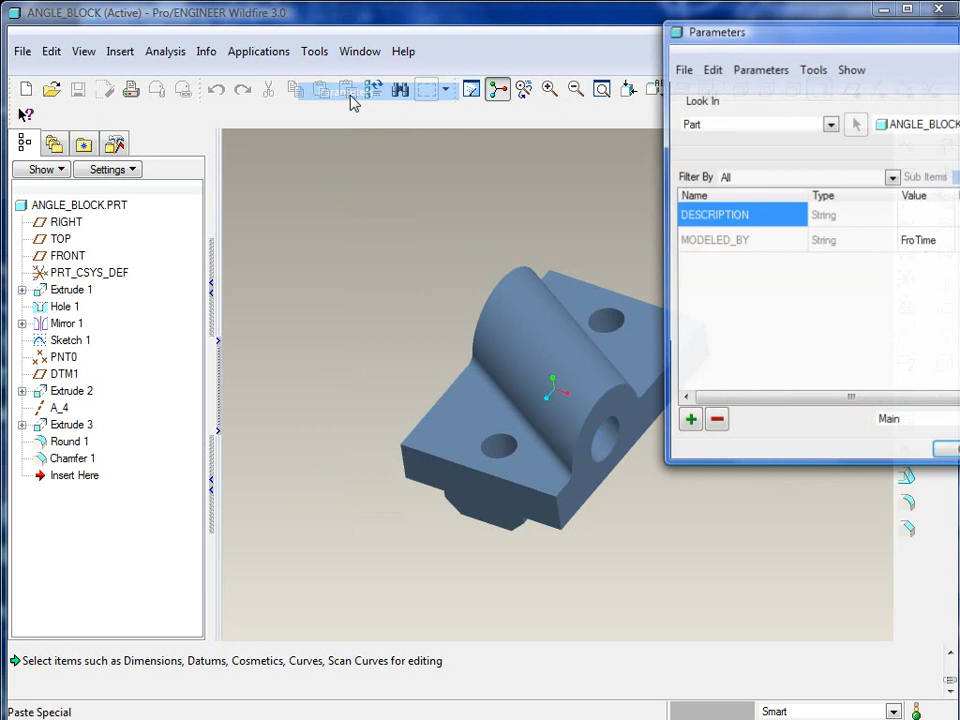 ANGLE_BLOCK (Active) - Pro/ENGINEER Wildfire 3.0
File Edit View Insert Analysis Info Applications Tools Window Help
Show Settings
ANGLE_BLOCK.PRT
RIGHT
TOP
FRONT
PRT_CSYS_DEF
Extrude 1
Hole 1
Mirror 1
Sketch 1
PNT0
DTM1
Extrude 2
A_4
Extrude 3
Round 1
Chamfer 1
Insert Here
Parameters
File Edit Parameters Tools Show
Look In
Part ANGLE_BLOCK
Filter By All Sub Items
Name Type Value
DESCRIPTION String
MODELED_BY String FroTime
Main
Select items such as Dimensions, Datums, Cosmetics, Curves, Scan Curves for editing
Paste Special
Smart